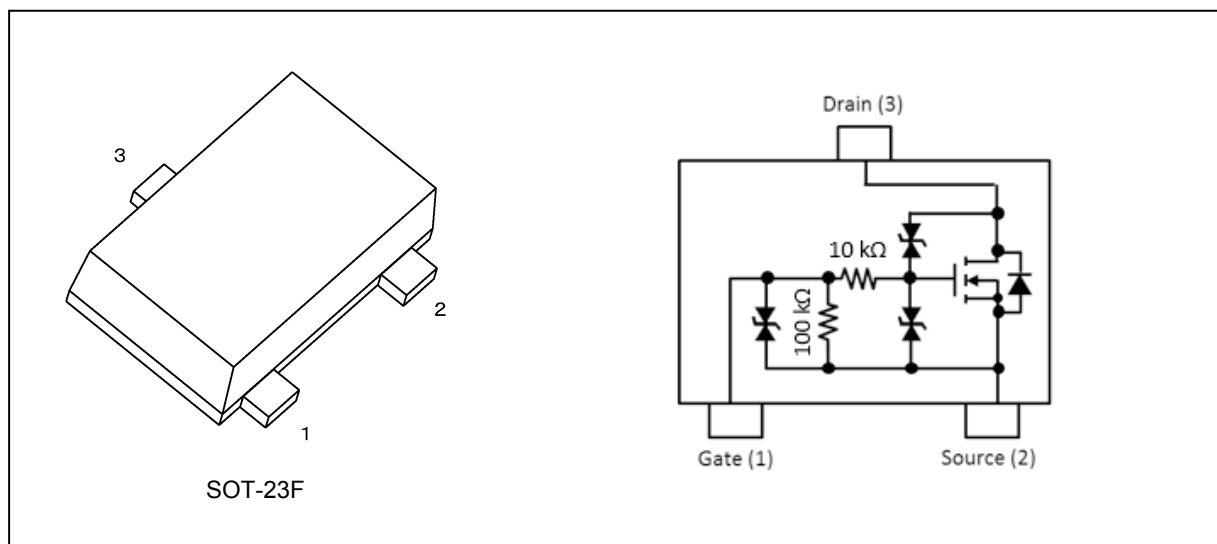 3
2
1
SOT-23F
Drain (3)
10 kΩ
100 kΩ
Gate (1)
Source (2)